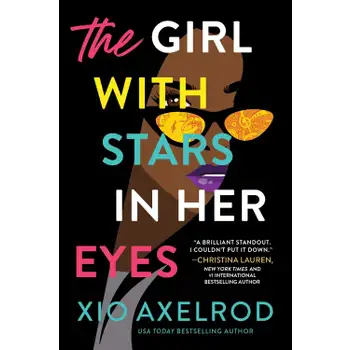 the GIRL
WITH
STARS
IN HER
EYES
"A BRILLIANT STANDOUT.
I COULDN'T PUT IT DOWN."
—CHRISTINA LAUREN,
NEW YORK TIMES AND
#1 INTERNATIONAL
BESTSELLING AUTHOR
XIO AXELROD
USA TODAY BESTSELLING AUTHOR